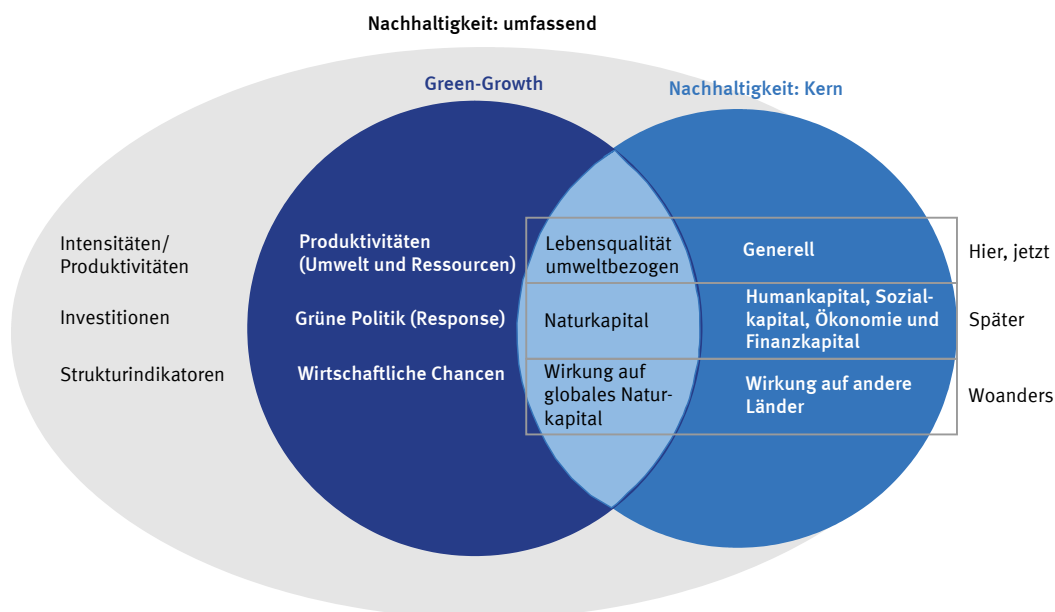 Nachhaltigkeit: umfassend
Green-Growth
Nachhaltigkeit: Kern
Intensitäten/
Produktivitäten
Investitionen
Strukturindikatoren
Produktivitäten
(Umwelt und Ressourcen)
Grüne Politik (Response)
Wirtschaftliche Chancen
Lebensqualität
umweltbezogen
Naturkapital
Wirkung auf
globales Natur-
kapital
Generell
Humankapital, Sozial-
kapital, Ökonomie und
Finanzkapital
Wirkung auf andere
Länder
Hier, jetzt
Später
Woanders